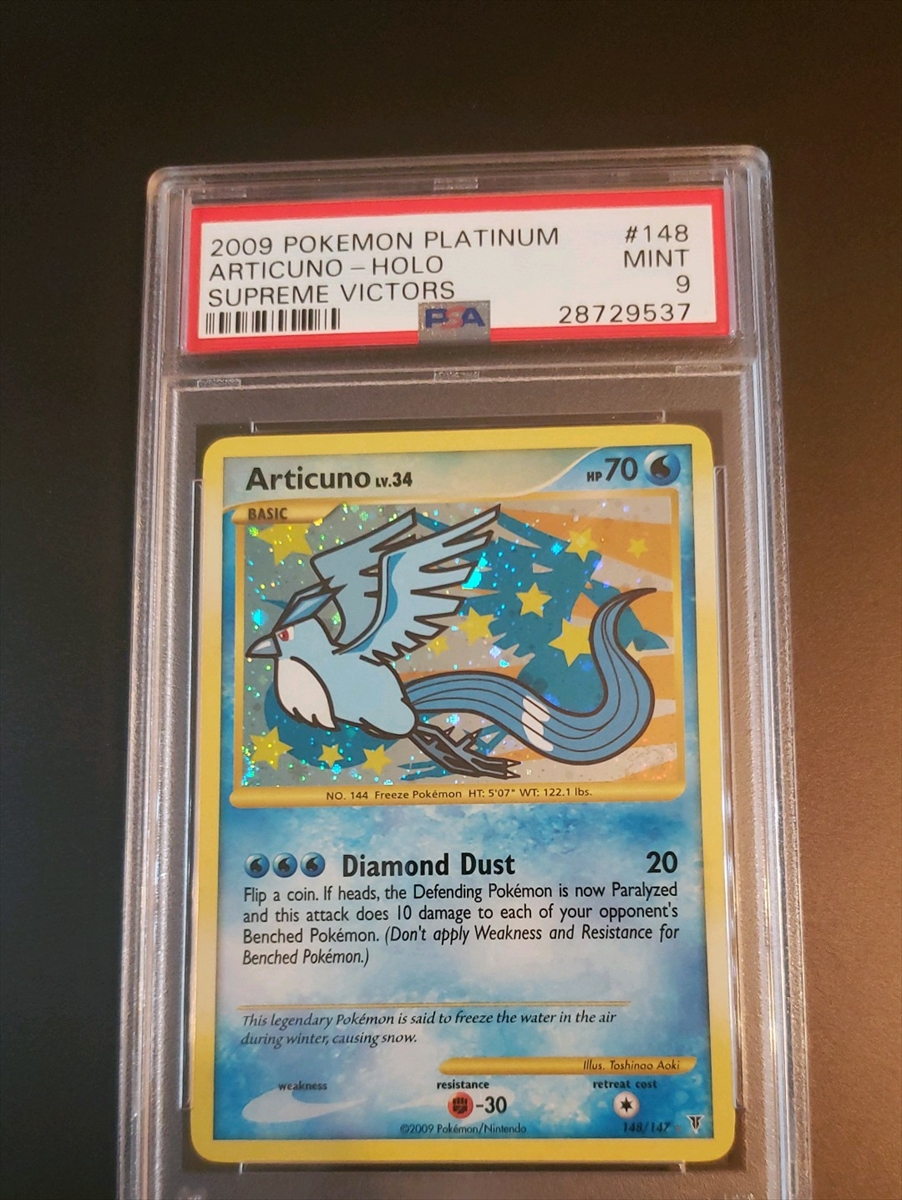 2009 POKEMON PLATINUM #148
ARTICUNO – HOLO MINT
SUPREME VICTORS 9
PSA 28729537
Articuno LV.34 HP 70
BASIC
NO. 144 Freeze Pokémon HT: 5'07" WT: 122.1 lbs.
Diamond Dust 20
Flip a coin. If heads, the Defending Pokémon is now Paralyzed
and this attack does 10 damage to each of your opponent's
Benched Pokémon. (Don't apply Weakness and Resistance for
Benched Pokémon.)
This legendary Pokémon is said to freeze the water in the air
during winter, causing snow.
Illus. Toshinao Aoki
weakness resistance retreat cost
-30
©2009 Pokémon/Nintendo 148/147